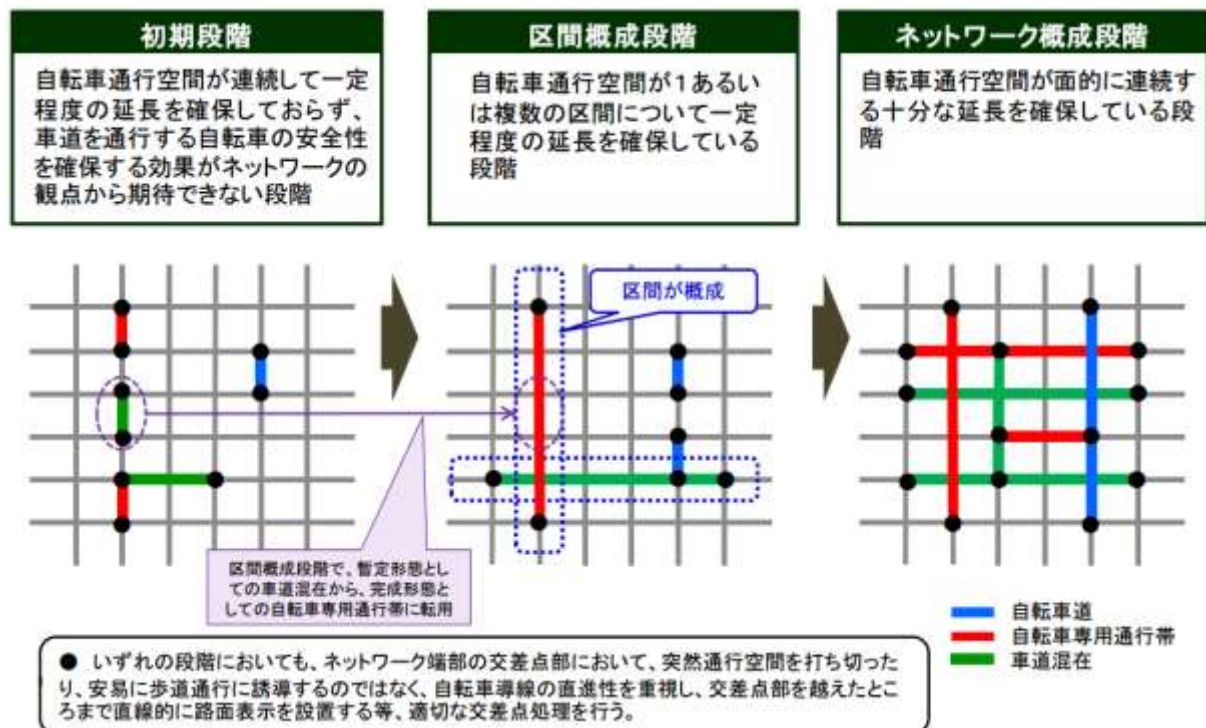 初期段階
自転車通行空間が連続して一定
程度の延長を確保しておらず、
車道を通行する自転車の安全性
を確保する効果がネットワークの
観点から期待できない段階
区間概成段階
自転車通行空間が1あるい
は複数の区間について一定
程度の延長を確保している
段階
ネットワーク概成段階
自転車通行空間が面的に連続す
る十分な延長を確保している段
階
区間が概成
区間概成段階で、暫定形態とし
ての車道混在から、完成形態と
しての自転車専用通行帯に転用
自転車道
自転車専用通行帯
車道混在
● いずれの段階においても、ネットワーク端部の交差点部において、突然通行空間を打ち切った
り、安易に歩道通行に誘導するのではなく、自転車導線の直進性を重視し、交差点部を越えたとこ
ろまで直線的に路面表示を設置する等、適切な交差点処理を行う。